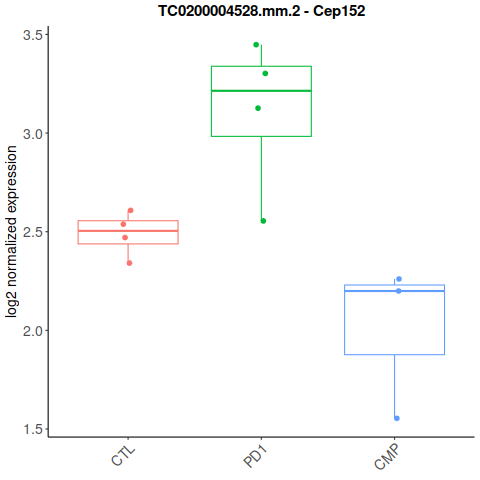 TC0200004528.mm.2 - Cep152
log2 normalized expression
3.5
3.0
2.5
2.0
1.5
CTL
PD1
CMP